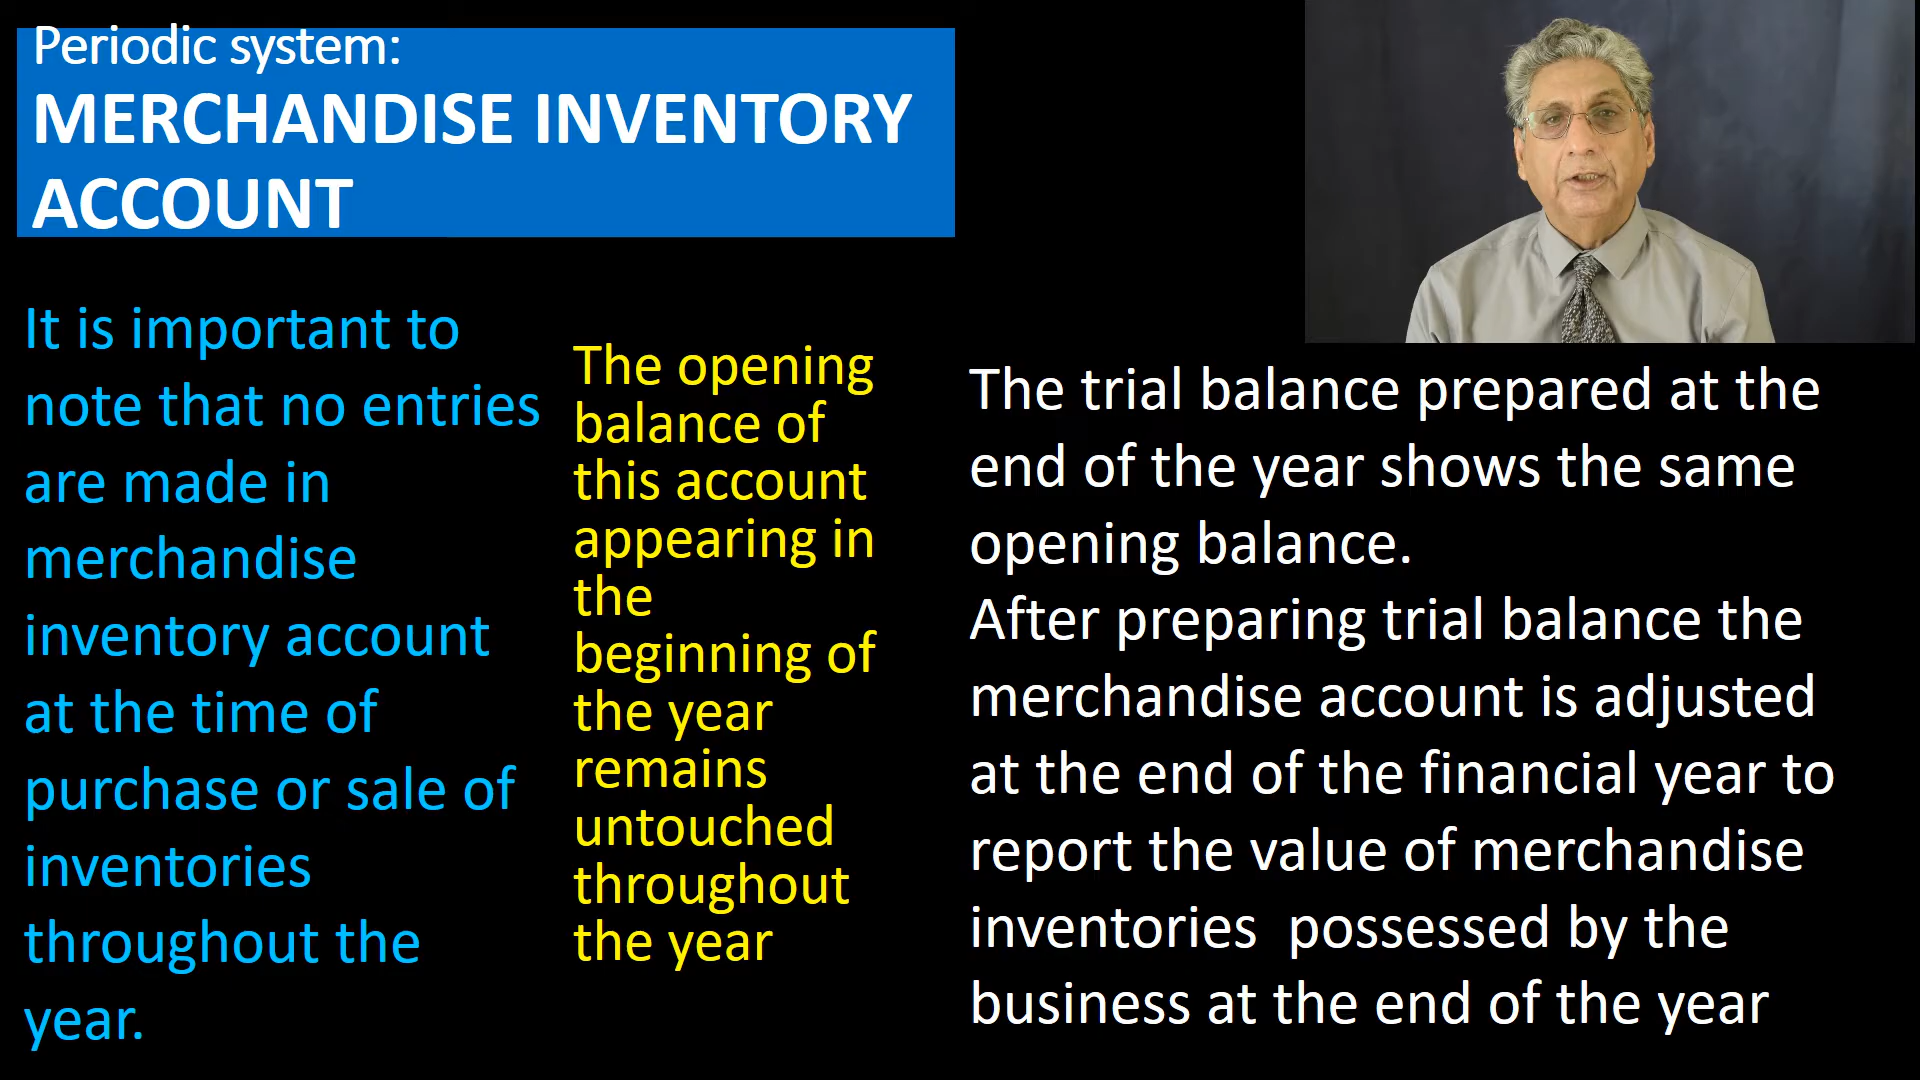 Periodic system:
MERCHANDISE INVENTORY
ACCOUNT
It is important to
note that no entries
are made in
merchandise
inventory account
at the time of
purchase or sale of
inventories
throughout the
year.
The opening
balance of
this account
appearing in
the
beginning of
the year
remains
untouched
throughout
the year
The trial balance prepared at the
end of the year shows the same
opening balance.
After preparing trial balance the
merchandise account is adjusted
at the end of the financial year to
report the value of merchandise
inventories  possessed by the
business at the end of the year